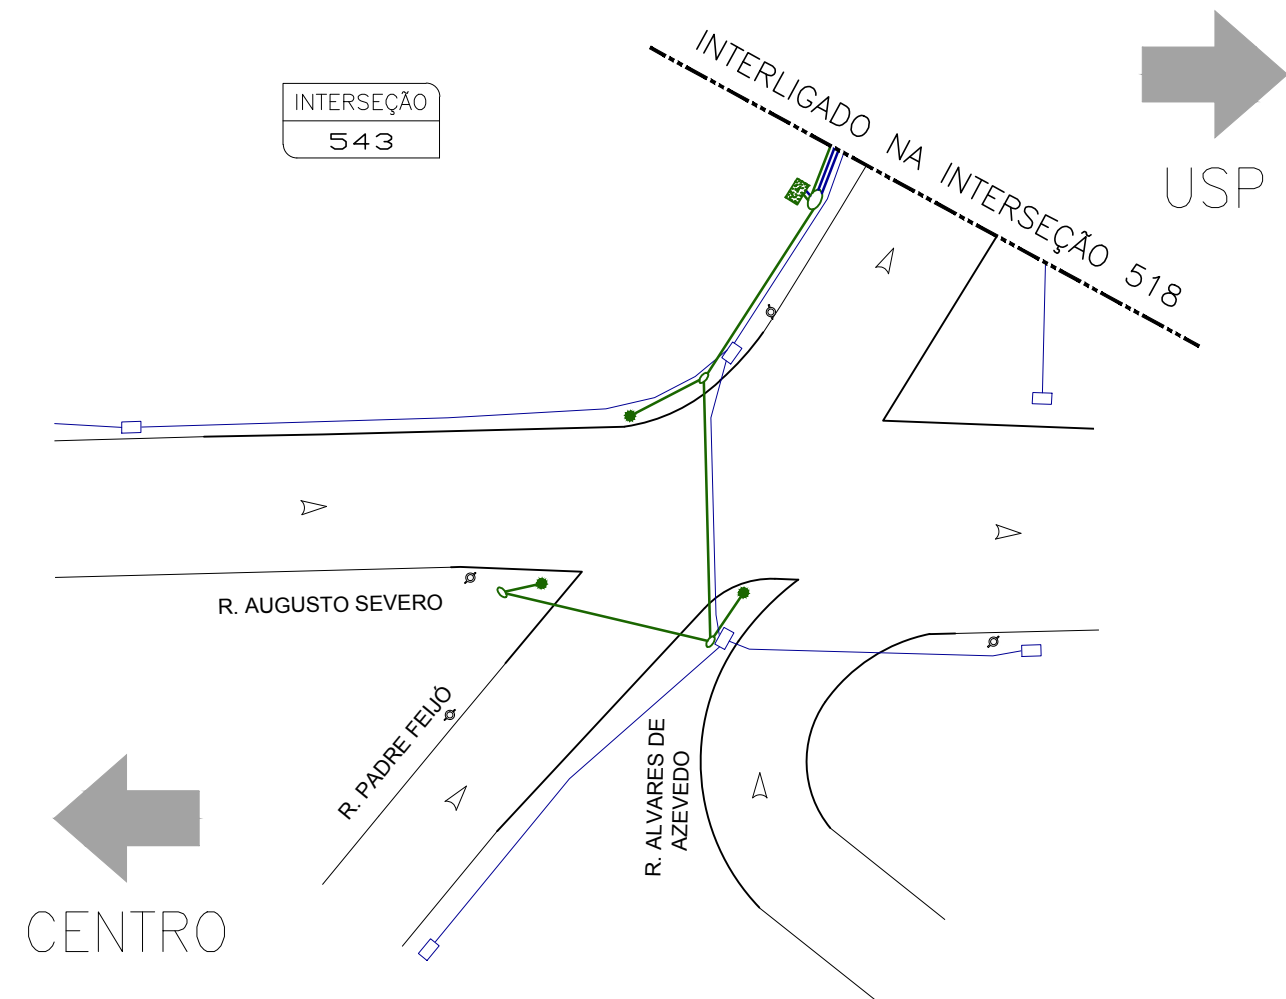 INTERSEÇÃO
543
INTERLIGADO NA INTERSEÇÃO 518
USP
R. AUGUSTO SEVERO
R. PADRE FEIJÓ
R. ALVARES DE
AZEVEDO
CENTRO